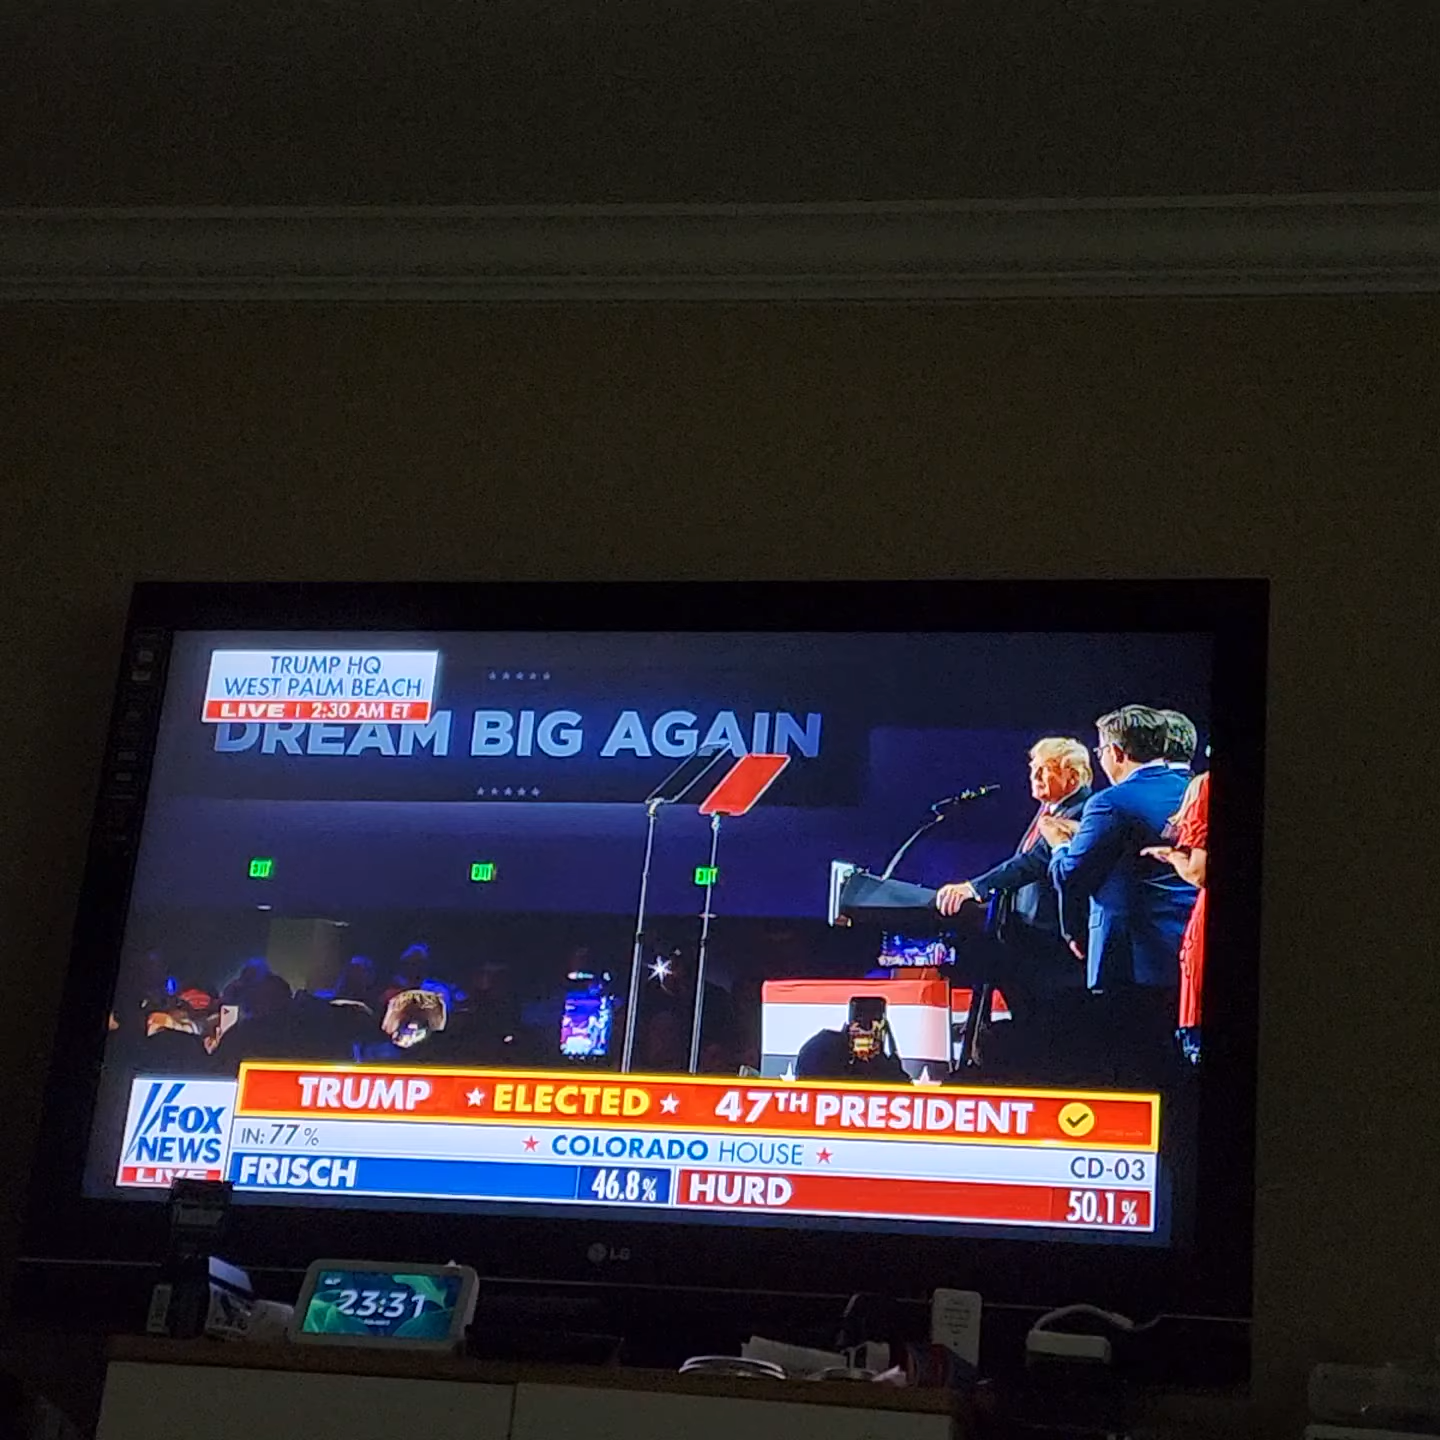 TRUMP HQ
WEST PALM BEACH
LIVE | 2:30 AM ET
DREAM BIG AGAIN
EXIT
EXIT
EXIT
TRUMP ★ ELECTED ★ 47TH PRESIDENT
FOX
NEWS
LIVE
IN: 77% ★ COLORADO HOUSE ★ CD-03
FRISCH 46.8% HURD 50.1%
LG
23:31